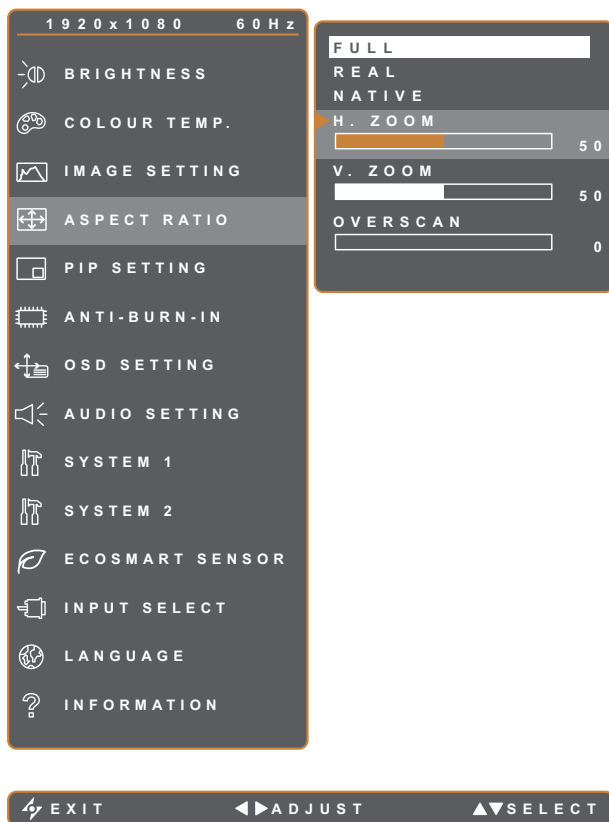 1920x1080 60Hz
BRIGHTNESS
COLOUR TEMP.
IMAGE SETTING
ASPECT RATIO
PIP SETTING
ANTI-BURN-IN
OSD SETTING
AUDIO SETTING
SYSTEM 1
SYSTEM 2
ECOSMART SENSOR
INPUT SELECT
LANGUAGE
INFORMATION
FULL
REAL
NATIVE
H. ZOOM
50
V. ZOOM
50
OVERSCAN
0
EXIT ADJUST SELECT